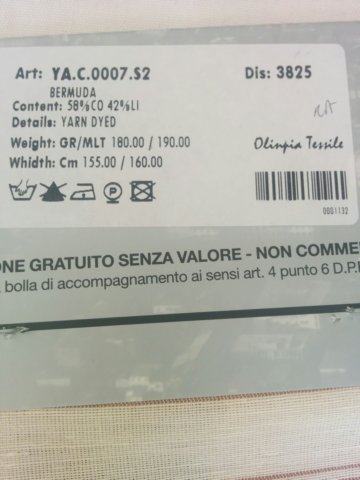 Art: YA.C.0007.S2 Dis: 3825
BERMUDA
Content: 58%CO 42%LI
Details: YARN DYED
Weight: GR/MLT 180.00 / 190.00
Olinpia Tessile
Whidth: Cm 155.00 / 160.00
0001132
ONE GRATUITO SENZA VALORE - NON COMME
bolla di accompagnamento ai sensi art. 4 punto 6 D.P.